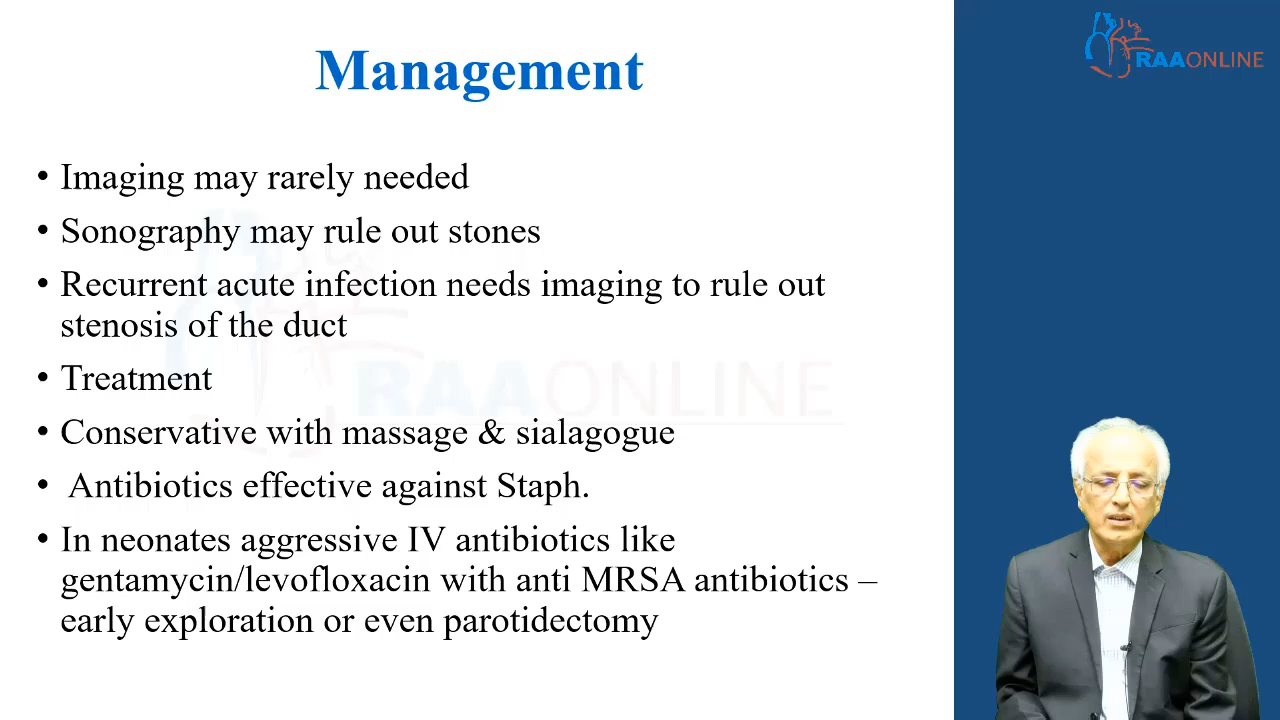 RAAONLINE
Management
• Imaging may rarely needed
• Sonography may rule out stones
• Recurrent acute infection needs imaging to rule out
stenosis of the duct
• Treatment
• Conservative with massage & sialagogue
• Antibiotics effective against Staph.
• In neonates aggressive IV antibiotics like
gentamycin/levofloxacin with anti MRSA antibiotics –
early exploration or even parotidectomy
RAAONLINE